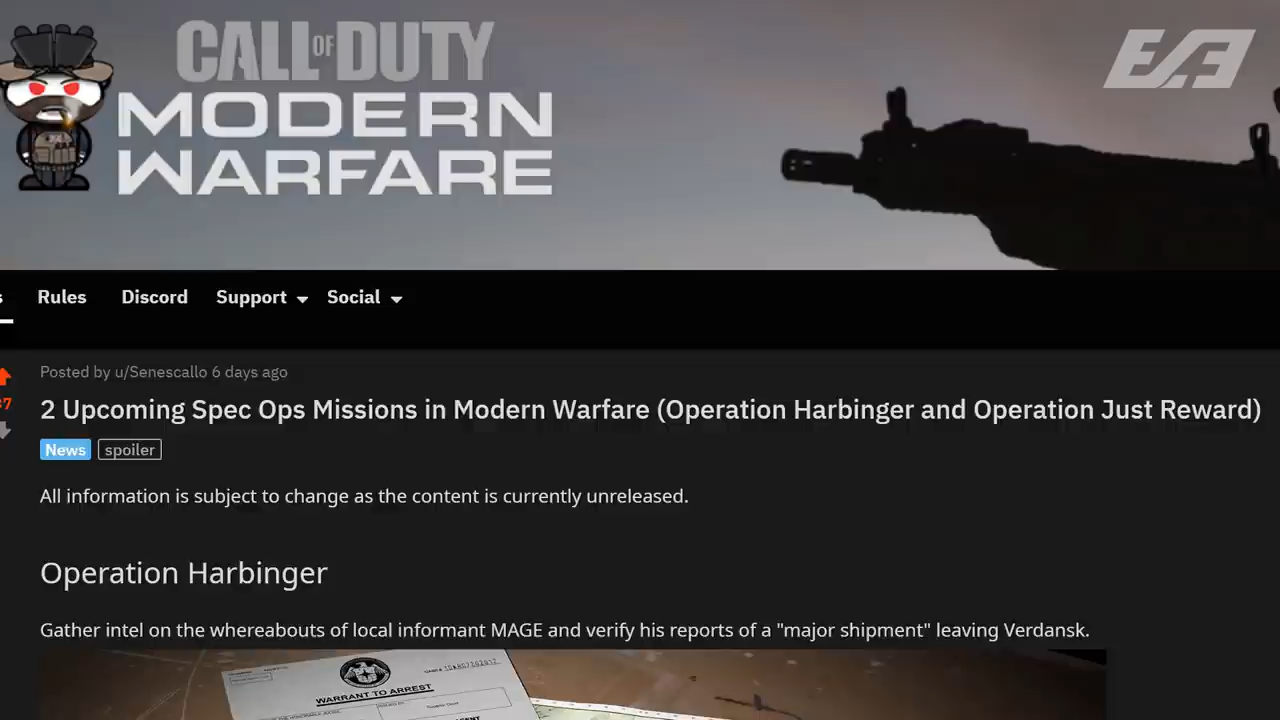 CALL OF DUTY
MODERN
WARFARE
Rules Discord Support Social
Posted by u/Senescallo 6 days ago
2 Upcoming Spec Ops Missions in Modern Warfare (Operation Harbinger and Operation Just Reward)
News spoiler
All information is subject to change as the content is currently unreleased.
Operation Harbinger
Gather intel on the whereabouts of local informant MAGE and verify his reports of a "major shipment" leaving Verdansk.
WARRANT TO ARREST